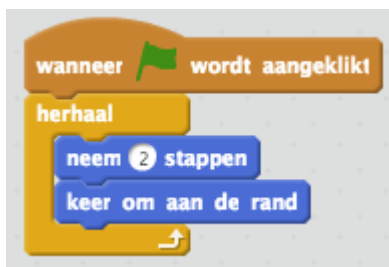 wanneer wordt aangeklikt
herhaal
neem 2 stappen
keer om aan de rand